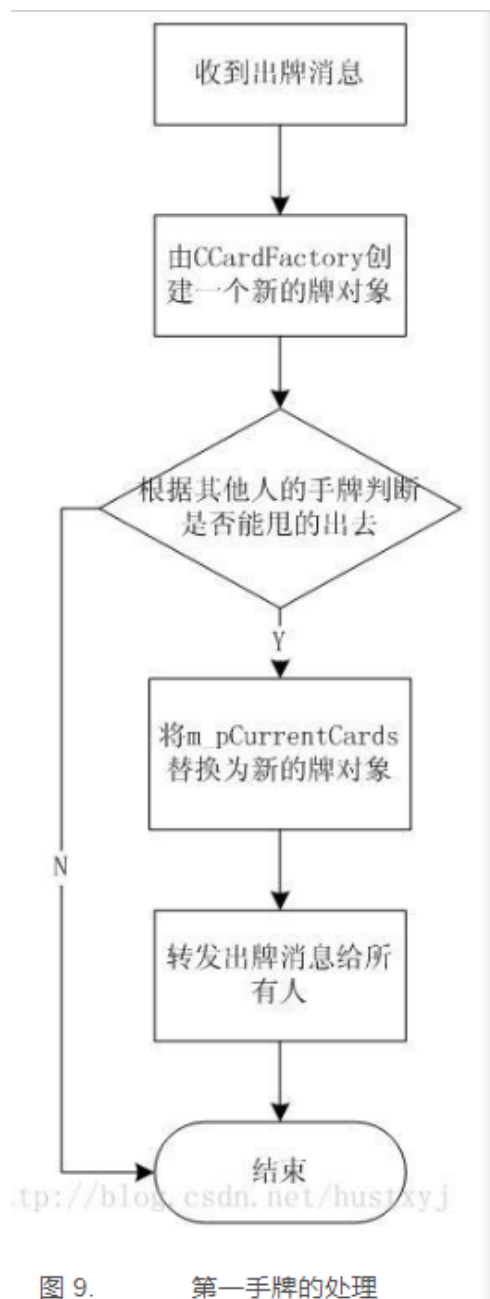 收到出牌消息
由CCardFactory创
建一个新的牌对象
根据其他人的手牌判断
是否能甩的出去
Y
将m_pCurrentCards
替换为新的牌对象
N
转发出牌消息给所
有人
结束
tp://blog.csdn.net/hustxyj
图 9. 第一手牌的处理